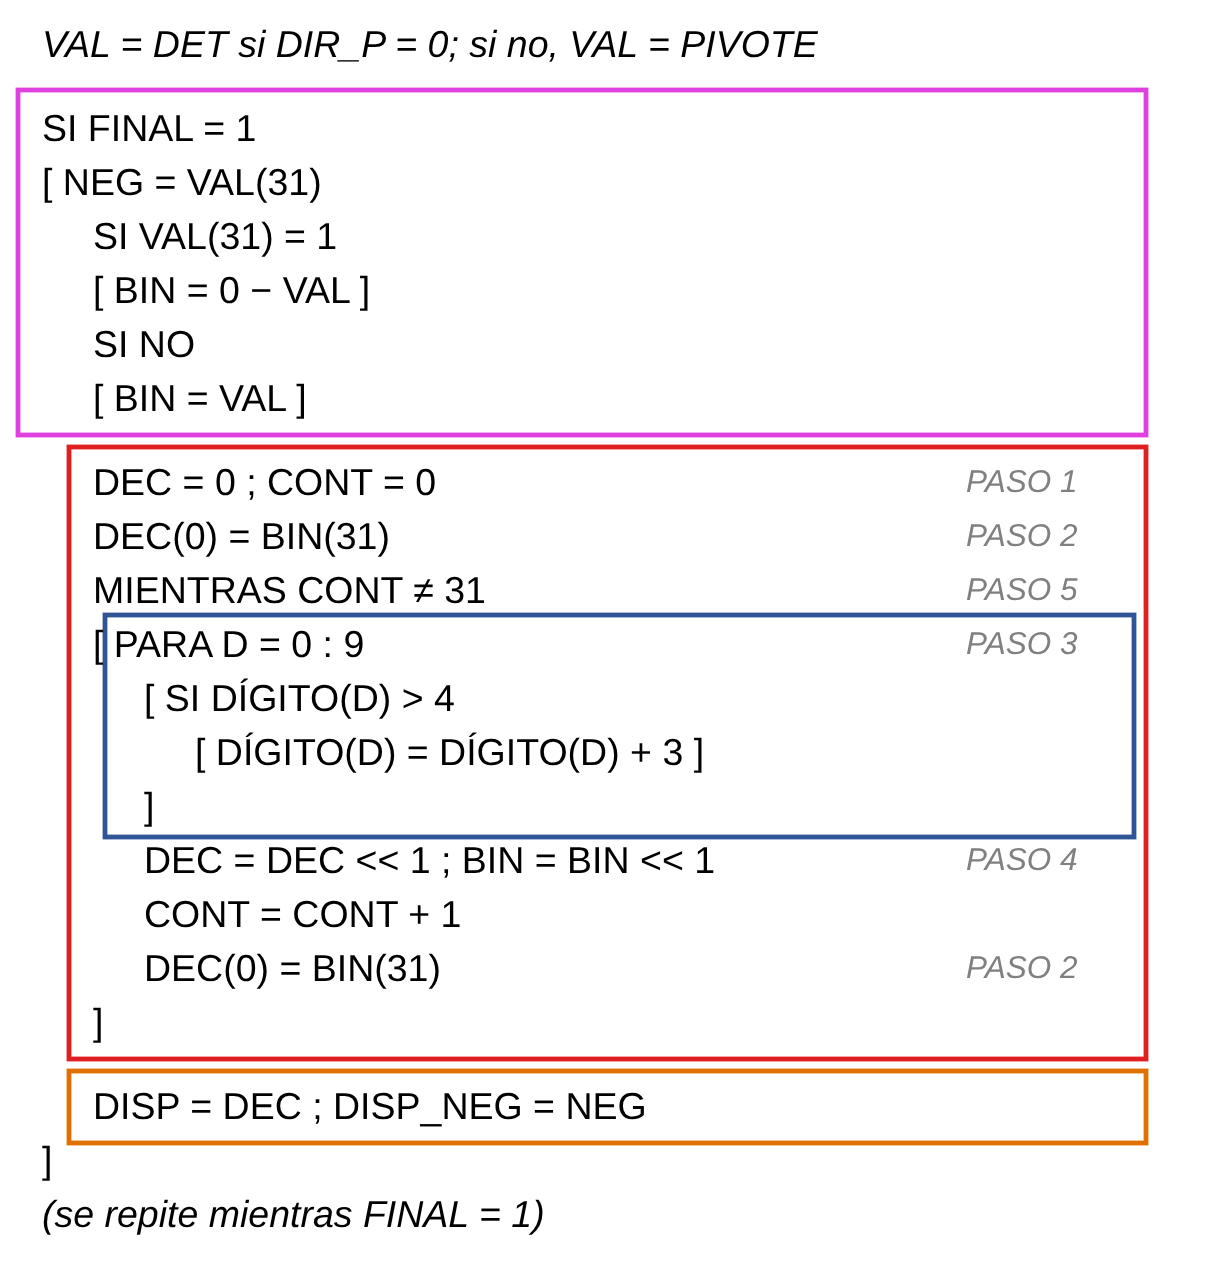 VAL = DET si DIR_P = 0; si no, VAL = PIVOTE
SI FINAL = 1
[ NEG = VAL(31)
SI VAL(31) = 1
[ BIN = 0 − VAL ]
SI NO
[ BIN = VAL ]
DEC = 0 ; CONT = 0 PASO 1
DEC(0) = BIN(31) PASO 2
MIENTRAS CONT ≠ 31 PASO 5
[ PARA D = 0 : 9 PASO 3
[ SI DÍGITO(D) > 4
[ DÍGITO(D) = DÍGITO(D) + 3 ]
]
DEC = DEC << 1 ; BIN = BIN << 1 PASO 4
CONT = CONT + 1
DEC(0) = BIN(31) PASO 2
]
DISP = DEC ; DISP_NEG = NEG
]
(se repite mientras FINAL = 1)